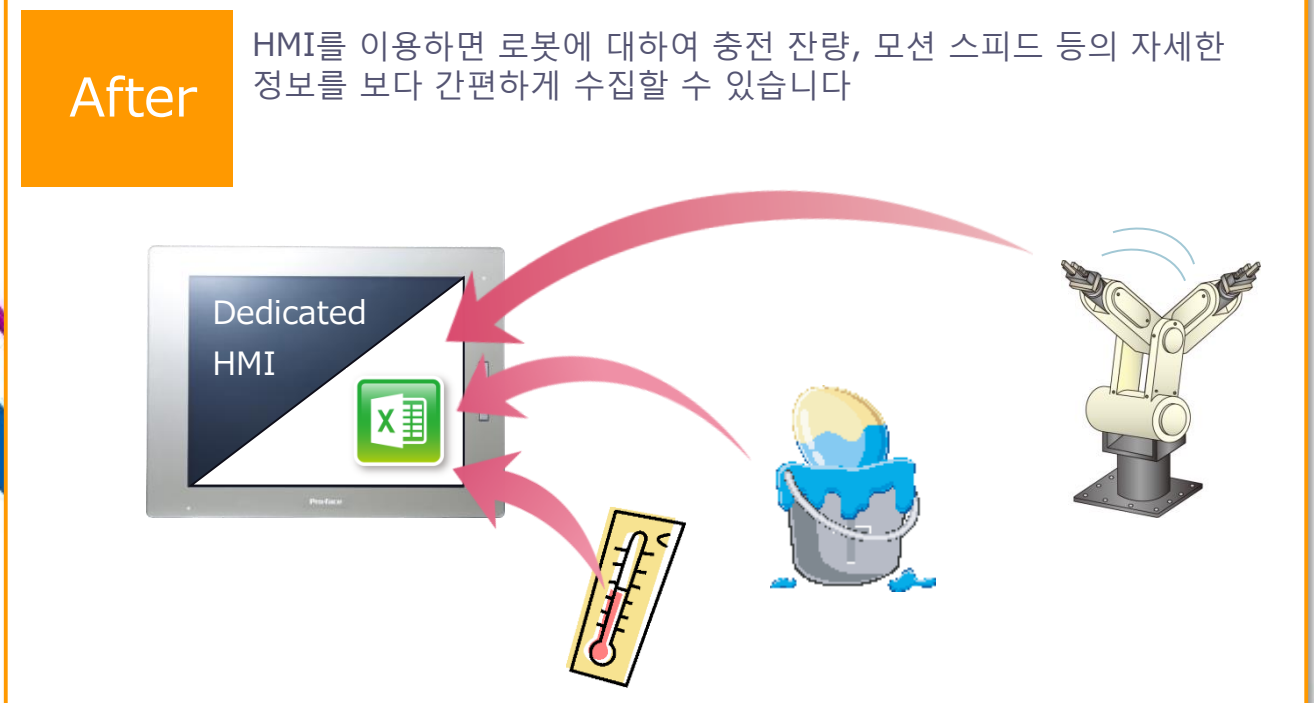 After
HMI를 이용하면 로봇에 대하여 충전 잔량, 모션 스피드 등의 자세한
정보를 보다 간편하게 수집할 수 있습니다
Dedicated
HMI
X
Pro-face